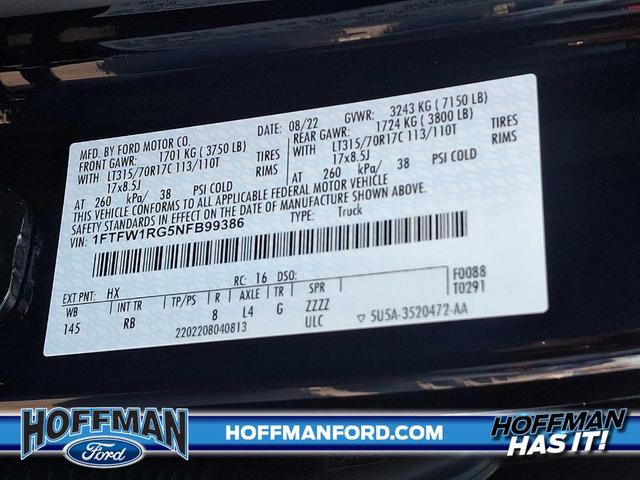 MFD. BY FORD MOTOR CO.
DATE: 08/22 GVWR: 3243 KG ( 7150 LB)
FRONT GAWR: 1701 KG ( 3750 LB)
REAR GAWR: 1724 KG ( 3800 LB)
WITH LT315/70R17C 113/110T TIRES
WITH LT315/70R17C 113/110T TIRES
17x8.5J RIMS
17x8.5J RIMS
AT 260 kPa/ 38 PSI COLD
AT 260 kPa/ 38 PSI COLD
THIS VEHICLE CONFORMS TO ALL APPLICABLE FEDERAL MOTOR VEHICLE
SAFETY STANDARDS IN EFFECT ON THE DATE OF MANUFACTURE SHOWN ABOVE.
VIN: 1FTFW1RG5NFB99386
TYPE: Truck
EXT PNT: HX RC: 16 DSO: F0088
WB INT TR TP/PS R AXLE TR SPR T0291
145 RB 8 L4 G ZZZZ
2202208040813 ULC 5U5A-3520472-AA
HOFFMAN
Ford
HOFFMANFORD.COM
HOFFMAN
HAS IT!